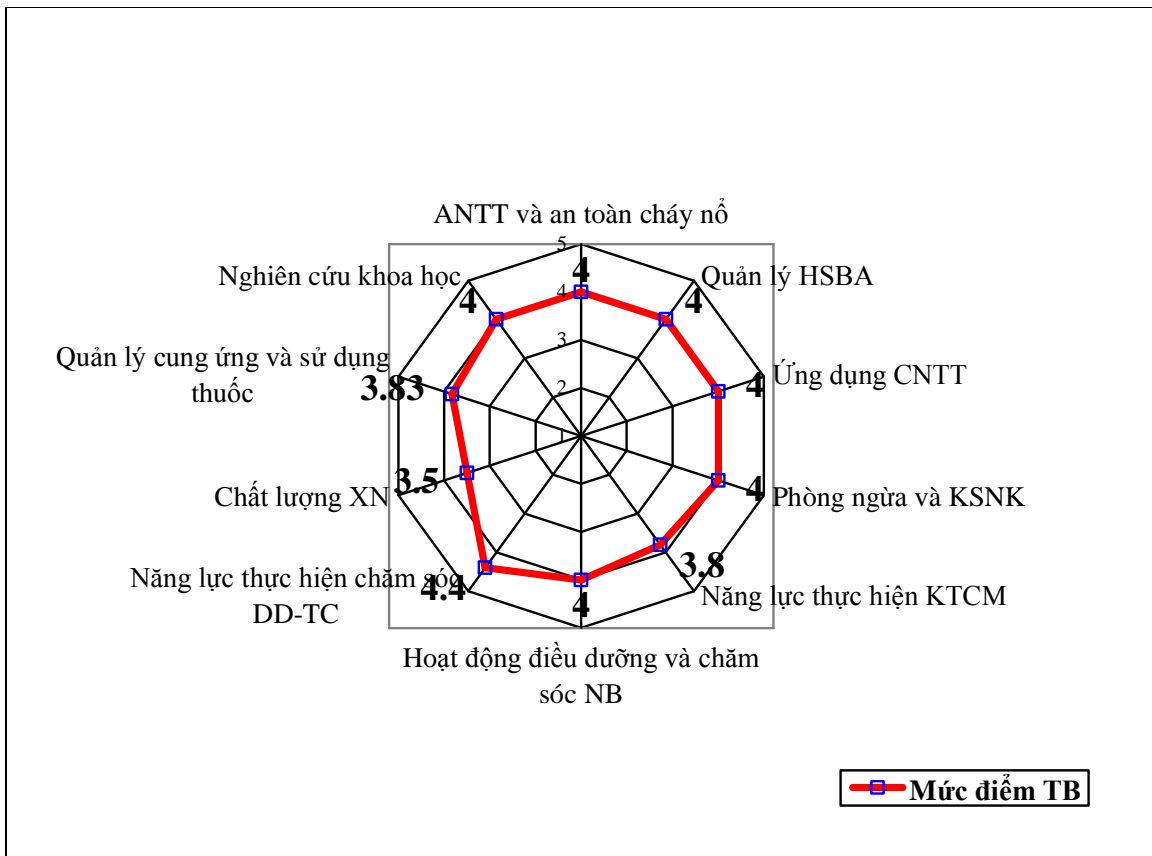 ANTT và an toàn cháy nổ
5
4
Nghiên cứu khoa học
Quản lý HSBA
4
4
4
3
Quản lý cung ứng và sử dụng
thuốc
3.83
Ứng dụng CNTT
4
2
3.5
Chất lượng XN
4
Phòng ngừa và KSNK
3.8
Năng lực thực hiện chăm sóc
DD-TC
4.4
4
Năng lực thực hiện KTCM
Hoạt động điều dưỡng và chăm
sóc NB
Mức điểm TB